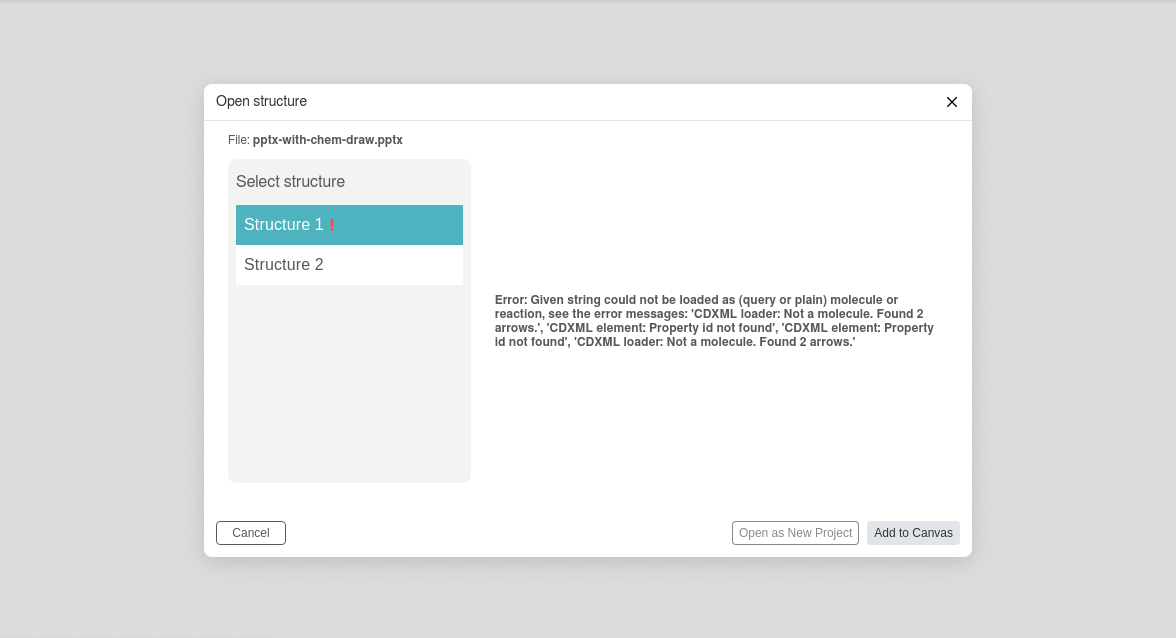 Open structure
File: pptx-with-chem-draw.pptx
Select structure
Structure 1 ❗
Structure 2
Error: Given string could not be loaded as (query or plain) molecule or
reaction, see the error messages: 'CDXML loader: Not a molecule. Found 2
arrows.', 'CDXML element: Property id not found', 'CDXML element: Property
id not found', 'CDXML loader: Not a molecule. Found 2 arrows.'
Cancel
Open as New Project
Add to Canvas